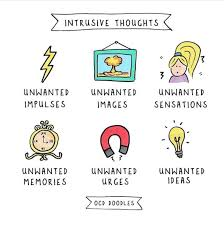 INTRUSIVE THOUGHTS
UNWANTED UNWANTED UNWANTED
IMPULSES IMAGES SENSATIONS
UNWANTED UNWANTED UNWANTED
MEMORIES URGES IDEAS
OCD DOODLES